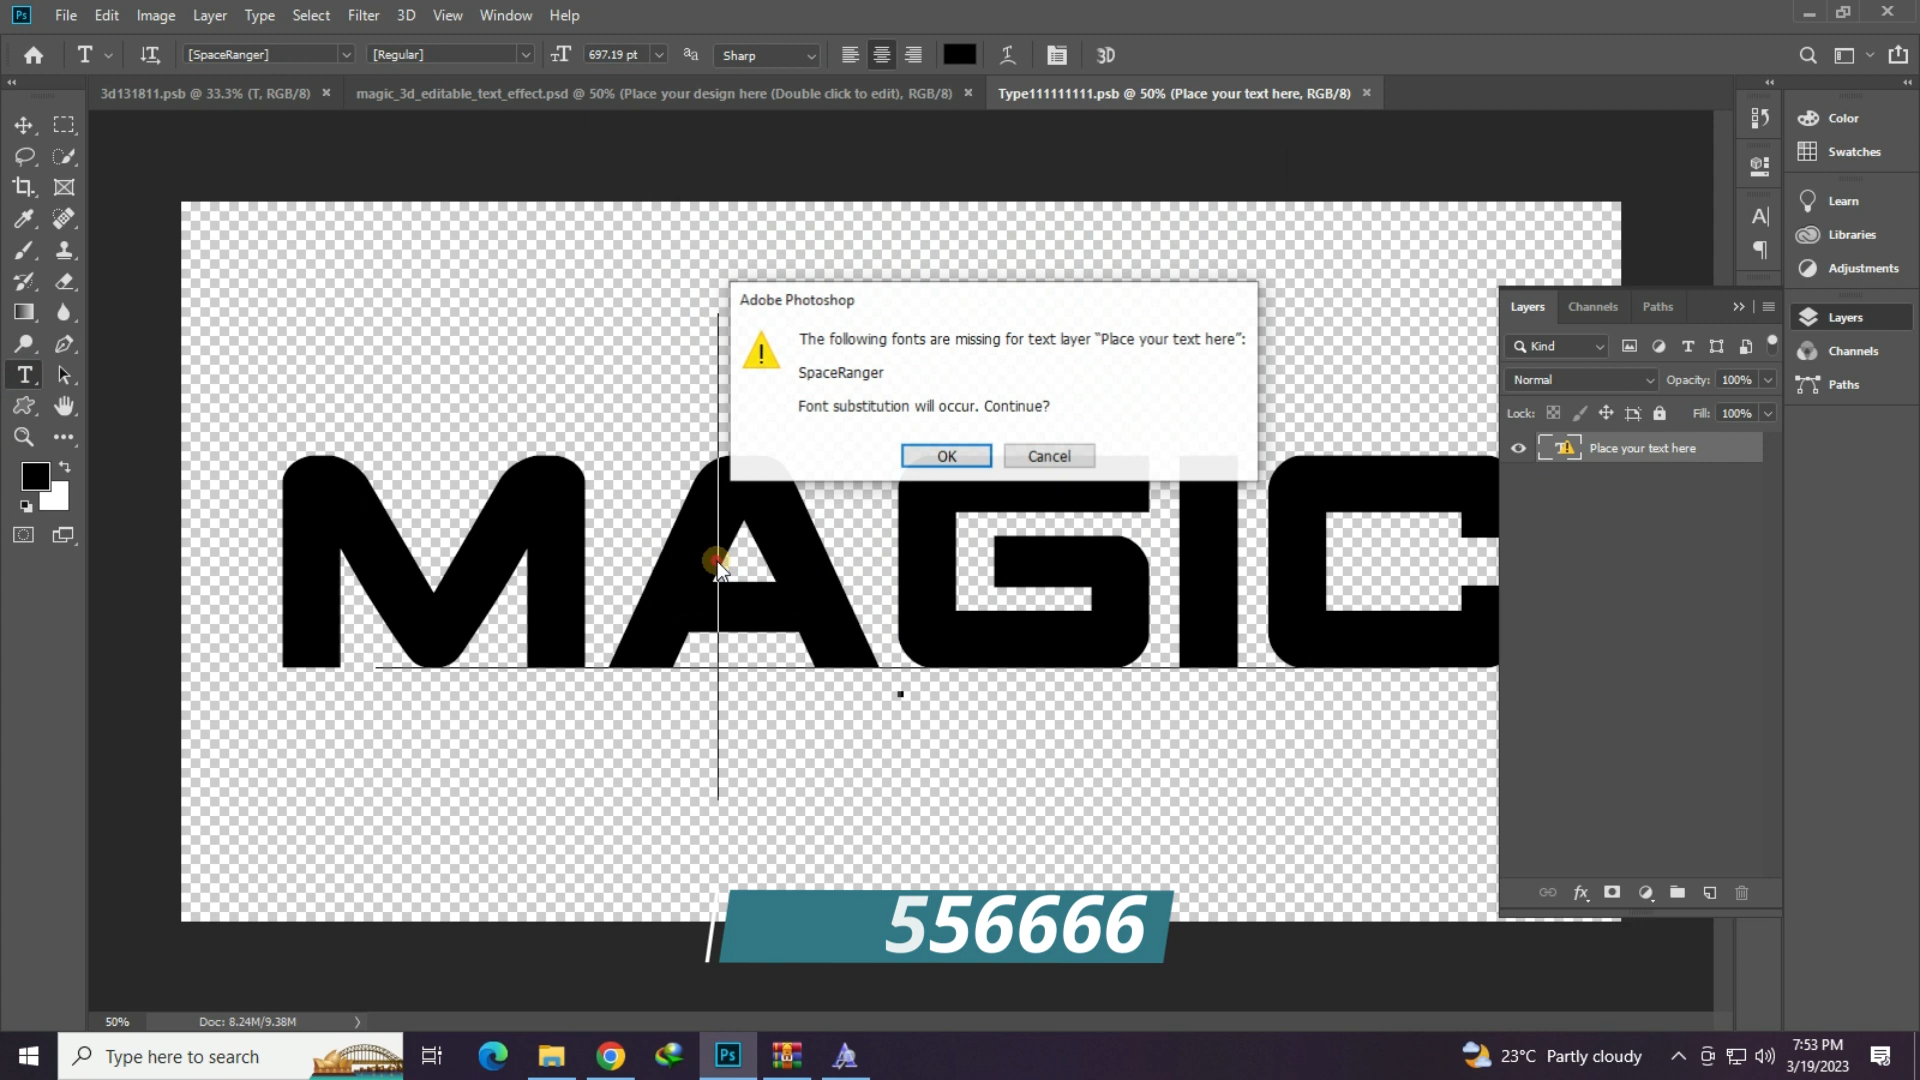 Ps File Edit Image Layer Type Select Filter 3D View Window Help
T [SpaceRanger] [Regular] 697.19 pt aa Sharp 3D
3d131811.psb @ 33.3% (T, RGB/8) magic_3d_editable_text_effect.psd @ 50% (Place your design here (Double click to edit), RGB/8) Type111111111.psb @ 50% (Place your text here, RGB/8)
Color
Swatches
Learn
Libraries
Adjustments
Layers
Channels
Paths
Adobe Photoshop
The following fonts are missing for text layer “Place your text here”:
SpaceRanger
Font substitution will occur. Continue?
OK Cancel
Layers Channels Paths
Kind
Normal Opacity: 100%
Lock: Fill: 100%
Place your text here
fx
MAGIC
556666
50% Doc: 8.24M/9.38M
Type here to search
Ps
23°C Partly cloudy
7:53 PM
3/19/2023